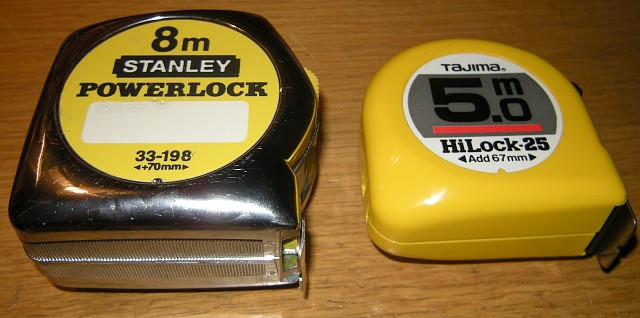 8m
STANLEY
POWERLOCK
33-198
◄+70mm►
TaJima®
5.0m
HiLock-25
◄Add 67mm►